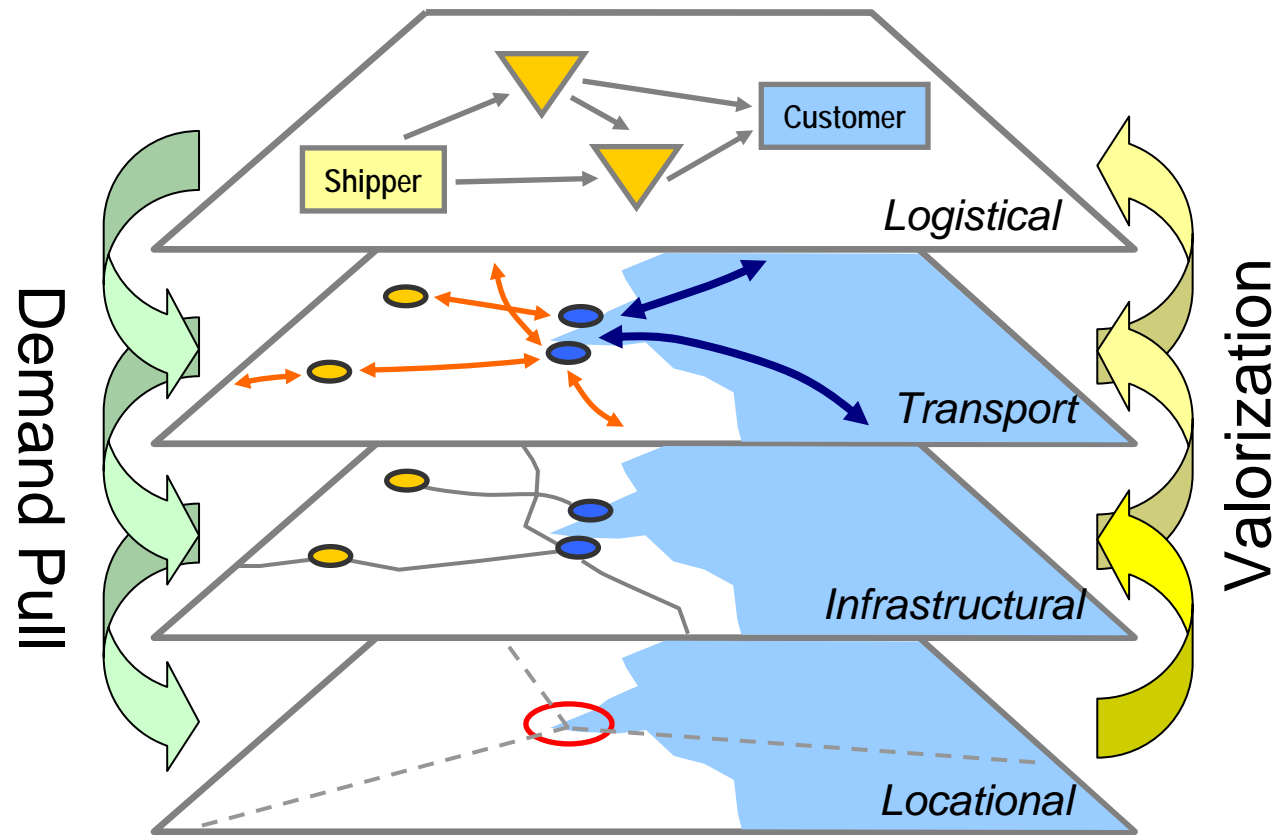 Customer
Shipper
Logistical
Transport
Infrastructural
Locational
Demand Pull
Valorization